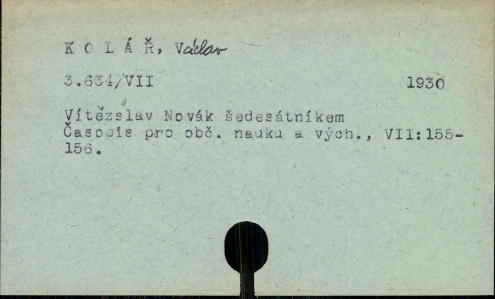 K O L Á Ř, Václav
3.634/VII 1930
Vítězslav Novák šedesátníkem
Časopis pro obč. nauku a vých., VII:155-
156.